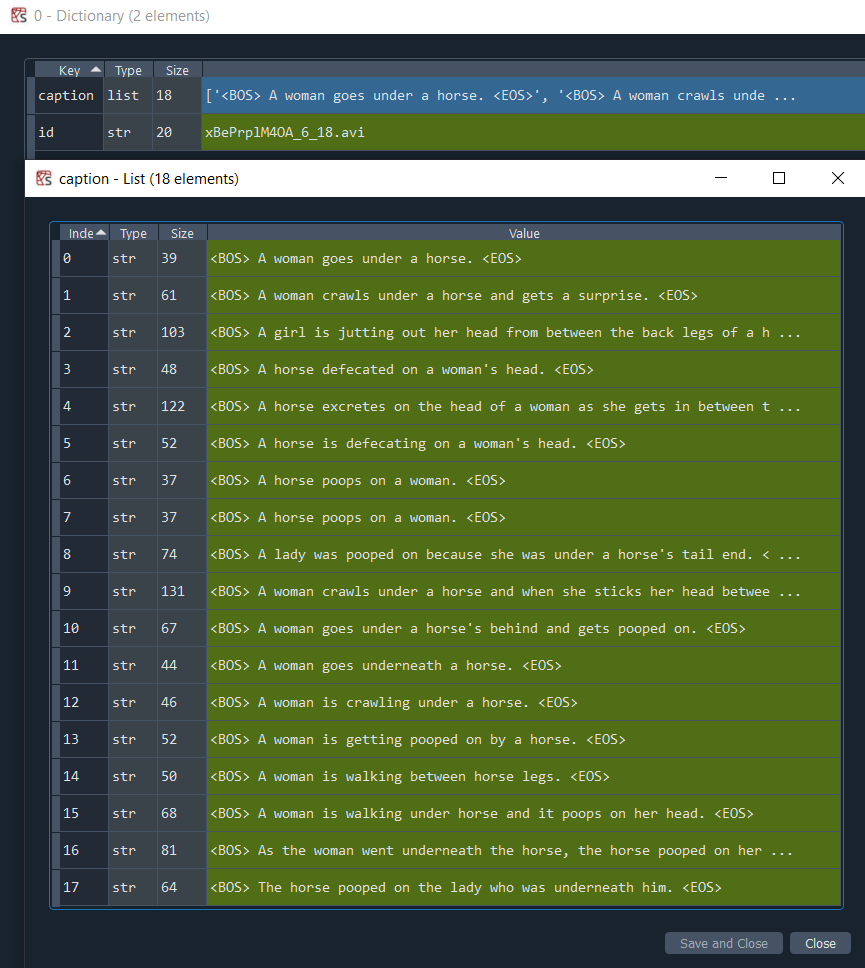 0 - Dictionary (2 elements)
Key Type Size
caption list 18 ['<BOS> A woman goes under a horse. <EOS>', '<BOS> A woman crawls unde ...
id str 20 xBePrplM4OA_6_18.avi
caption - List (18 elements)
Inde Type Size Value
0 str 39 <BOS> A woman goes under a horse. <EOS>
1 str 61 <BOS> A woman crawls under a horse and gets a surprise. <EOS>
2 str 103 <BOS> A girl is jutting out her head from between the back legs of a h ...
3 str 48 <BOS> A horse defecated on a woman's head. <EOS>
4 str 122 <BOS> A horse excretes on the head of a woman as she gets in between t ...
5 str 52 <BOS> A horse is defecating on a woman's head. <EOS>
6 str 37 <BOS> A horse poops on a woman. <EOS>
7 str 37 <BOS> A horse poops on a woman. <EOS>
8 str 74 <BOS> A lady was pooped on because she was under a horse's tail end. < ...
9 str 131 <BOS> A woman crawls under a horse and when she sticks her head betwee ...
10 str 67 <BOS> A woman goes under a horse's behind and gets pooped on. <EOS>
11 str 44 <BOS> A woman goes underneath a horse. <EOS>
12 str 46 <BOS> A woman is crawling under a horse. <EOS>
13 str 52 <BOS> A woman is getting pooped on by a horse. <EOS>
14 str 50 <BOS> A woman is walking between horse legs. <EOS>
15 str 68 <BOS> A woman is walking under horse and it poops on her head. <EOS>
16 str 81 <BOS> As the woman went underneath the horse, the horse pooped on her ...
17 str 64 <BOS> The horse pooped on the lady who was underneath him. <EOS>
Save and Close Close